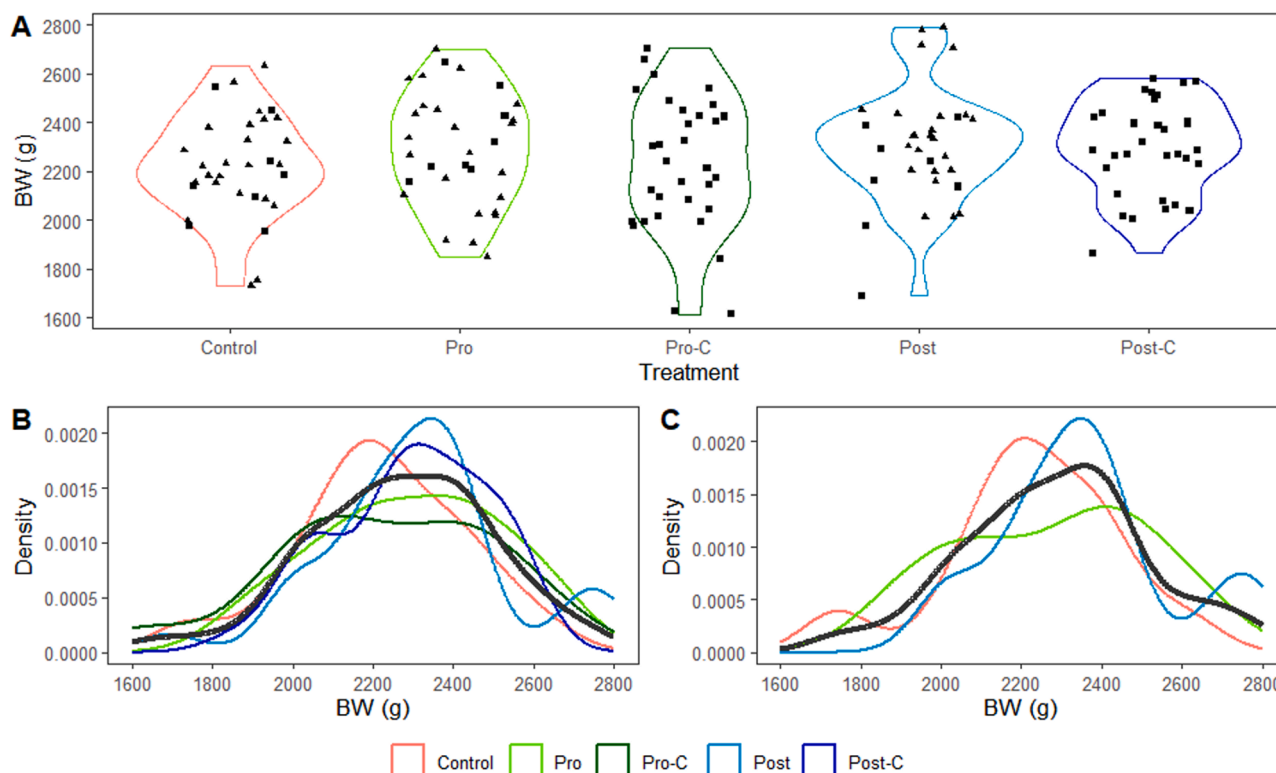 A
BW (g)
2800
2600
2400
2200
2000
1800
1600
Control Pro Pro-C Post Post-C
Treatment
B
Density
0.0020
0.0015
0.0010
0.0005
0.0000
1600 1800 2000 2200 2400 2600 2800
BW (g)
C
Density
0.0020
0.0015
0.0010
0.0005
0.0000
1600 1800 2000 2200 2400 2600 2800
BW (g)
Control Pro Pro-C Post Post-C